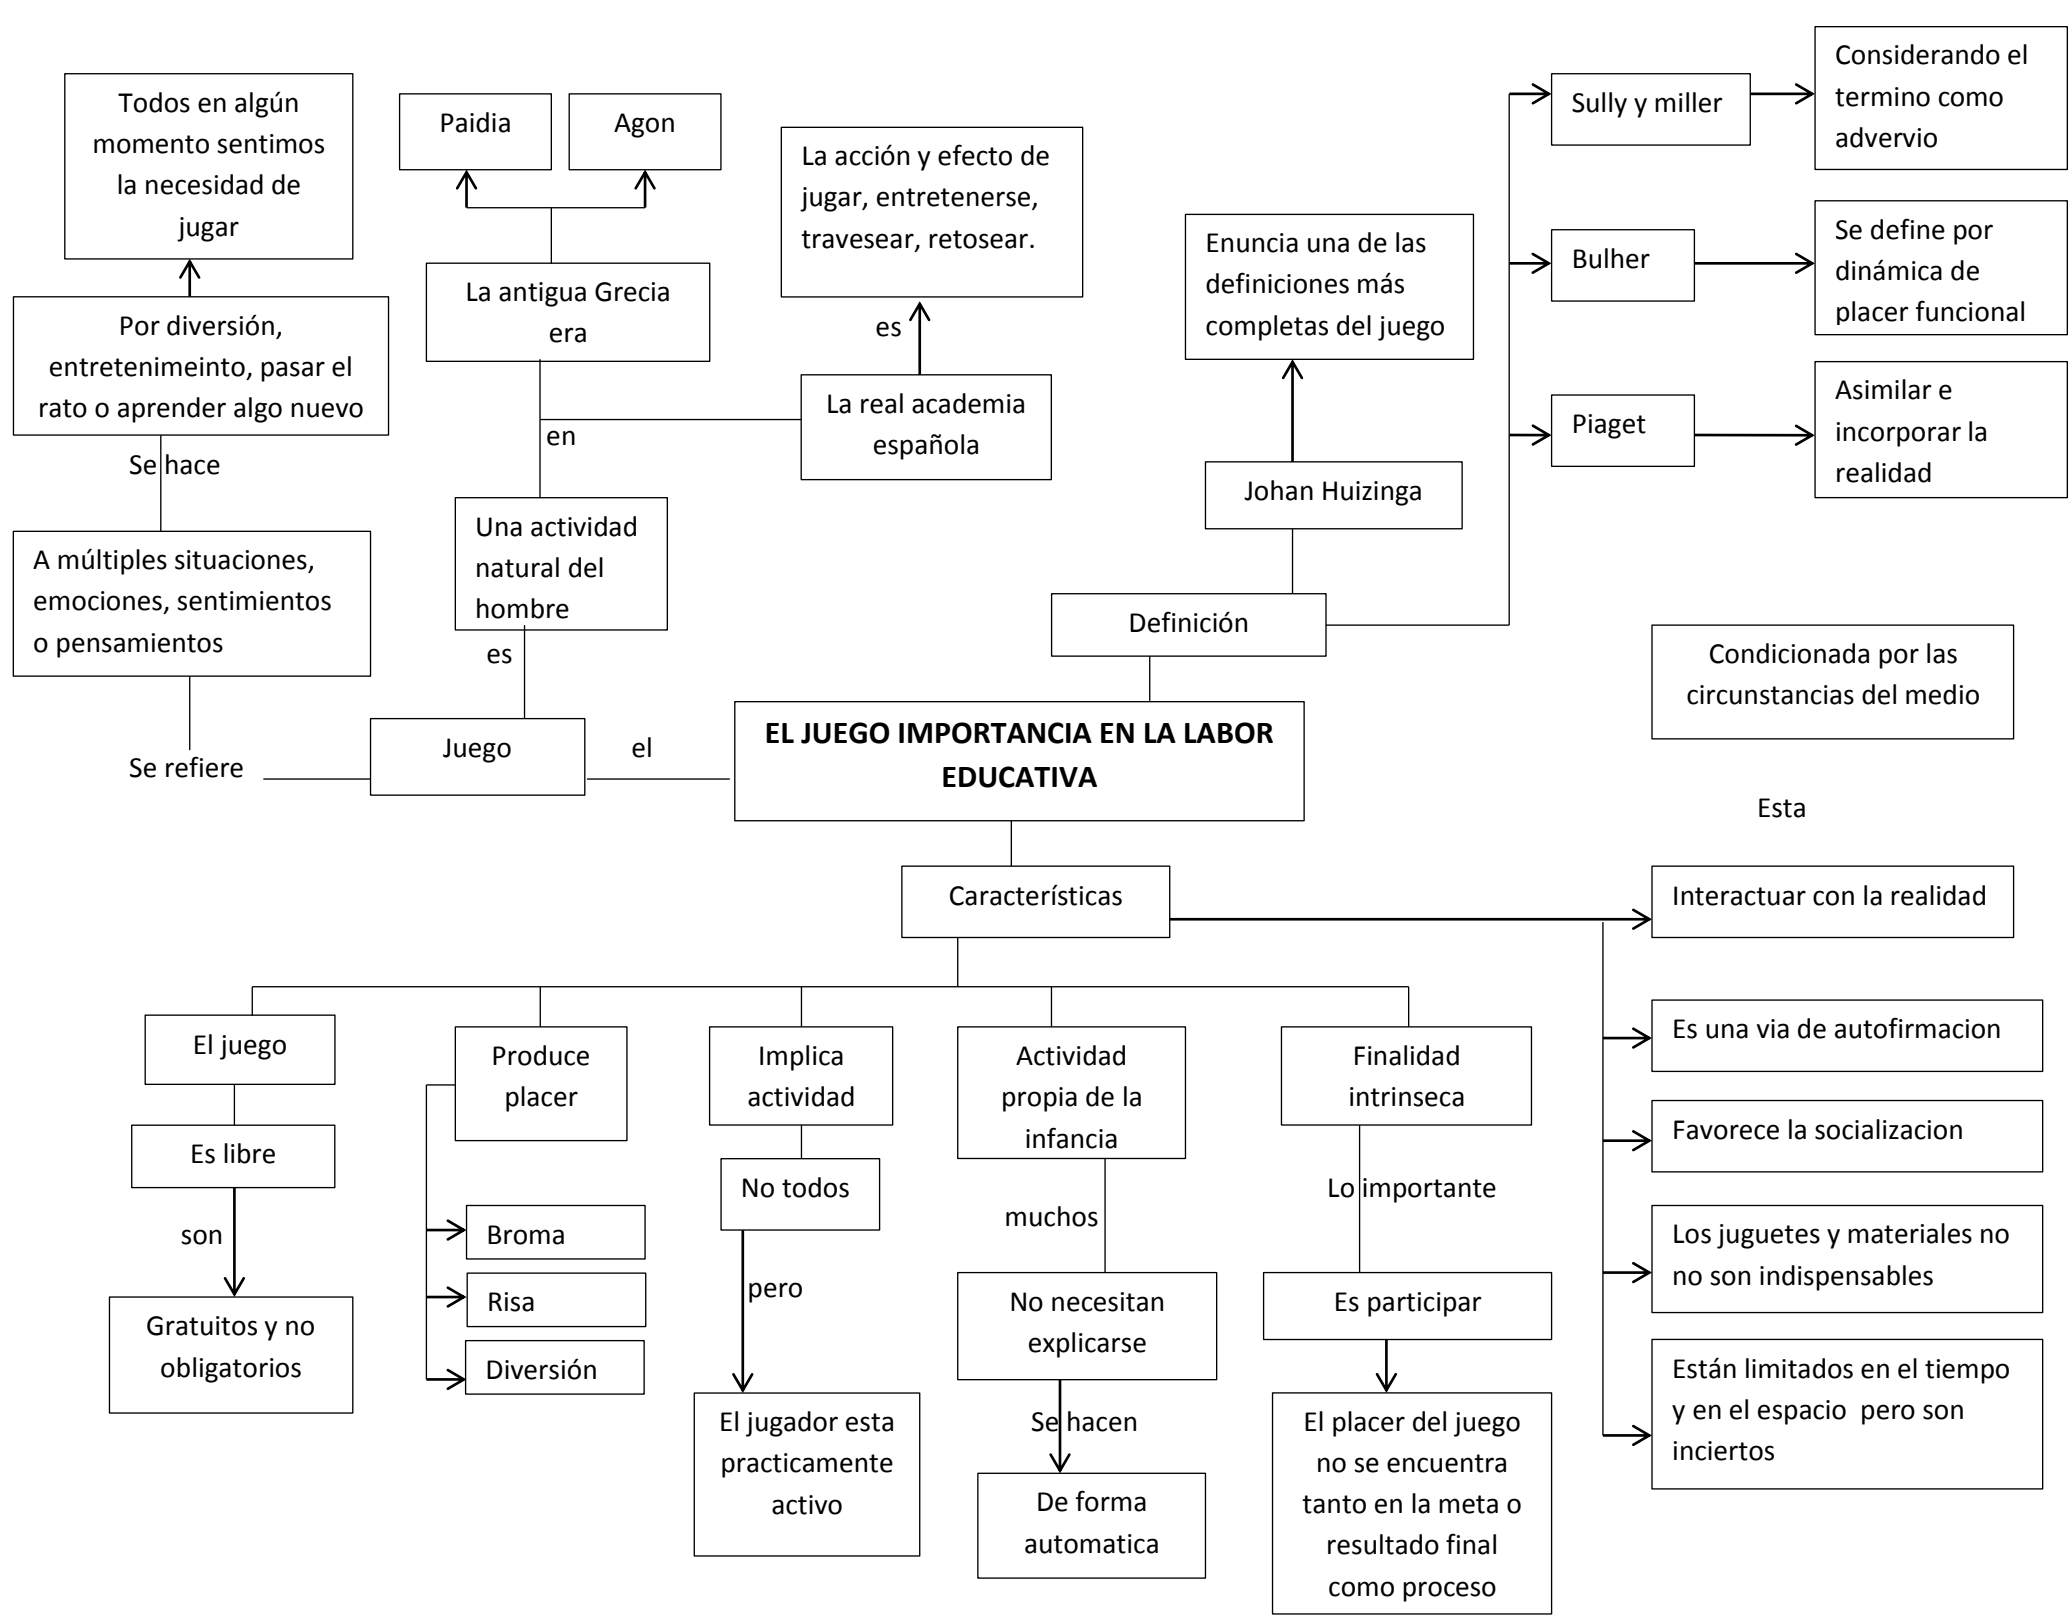 Todos en algún
momento sentimos
la necesidad de
jugar
Paidia
Agon
La acción y efecto de
jugar, entretenerse,
travesear, retosear.
Sully y miller
Considerando el
termino como
advervio
Enuncia una de las
definiciones más
completas del juego
Bulher
Se define por
dinámica de
placer funcional
La antigua Grecia
era
Por diversión,
entretenimeinto, pasar el
rato o aprender algo nuevo
es
La real academia
española
en
Piaget
Asimilar e
incorporar la
realidad
Se hace
Johan Huizinga
Una actividad
natural del
hombre
A múltiples situaciones,
emociones, sentimientos
o pensamientos
Definición
es
Condicionada por las
circunstancias del medio
Juego
el
EL JUEGO IMPORTANCIA EN LA LABOR
EDUCATIVA
Se refiere
Esta
Características
Interactuar con la realidad
El juego
Produce
placer
Implica
actividad
Actividad
propia de la
infancia
Finalidad
intrinseca
Es una via de autofirmacion
Es libre
No todos
Lo importante
Favorece la socializacion
muchos
son
Broma
Risa
Diversión
pero
No necesitan
explicarse
Es participar
Los juguetes y materiales no
no son indispensables
Gratuitos y no
obligatorios
Están limitados en el tiempo
y en el espacio  pero son
inciertos
El jugador esta
practicamente
activo
Se hacen
De forma
automatica
El placer del juego
no se encuentra
tanto en la meta o
resultado final
como proceso